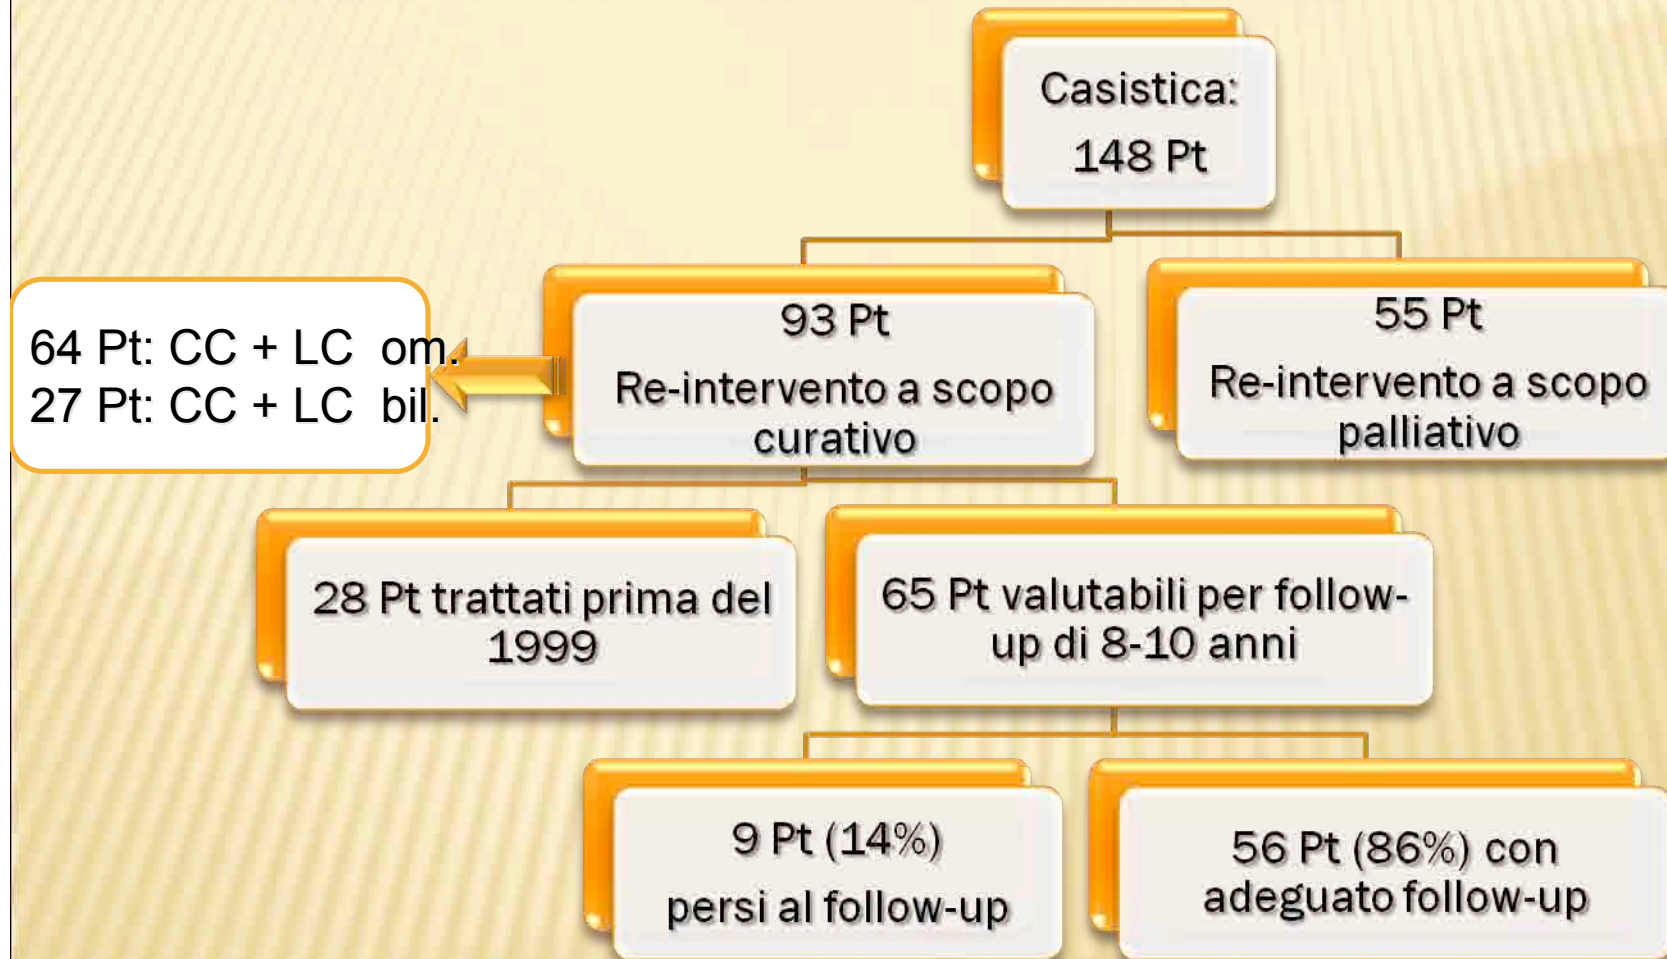 Casistica:
148 Pt
64 Pt: CC + LC om.
27 Pt: CC + LC bil.
93 Pt
Re-intervento a scopo
curativo
55 Pt
Re-intervento a scopo
palliativo
28 Pt trattati prima del
1999
65 Pt valutabili per follow-
up di 8-10 anni
9 Pt (14%)
persi al follow-up
56 Pt (86%) con
adeguato follow-up